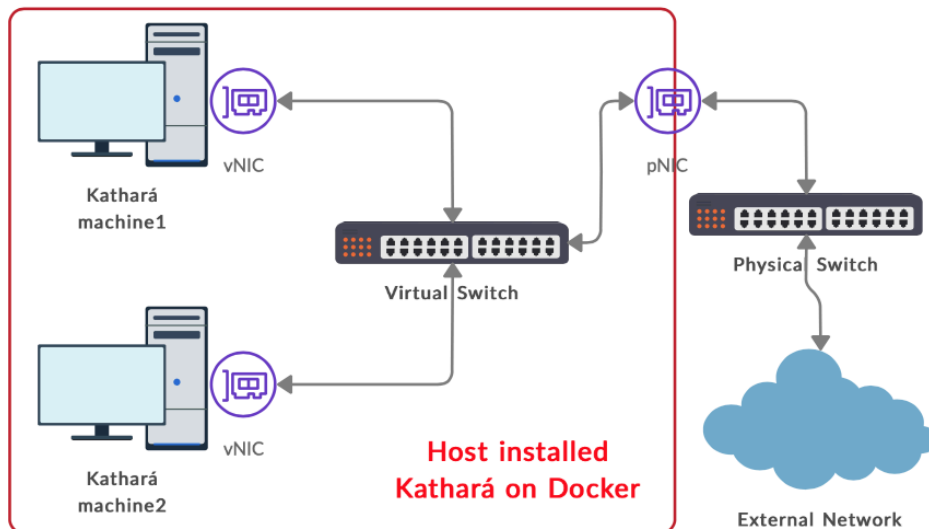 vNIC
Kathará
machine1
pNIC
Virtual Switch
Physical Switch
vNIC
Kathará
machine2
Host installed
Kathará on Docker
External Network